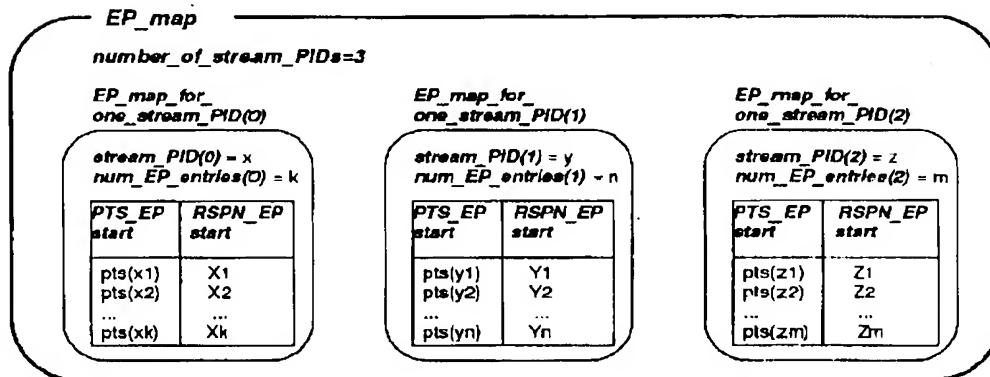 EP_map
number_of_stream_PIDs=3
EP_map_for_
one_stream_PID(0)
stream_PID(0) = x
num_EP_entries(0) = k
PTS_EP RSPN_EP
start start
pts(x1) X1
pts(x2) X2
... ...
pts(xk) Xk
EP_map_for_
one_stream_PID(1)
stream_PID(1) = y
num_EP_entries(1) = n
PTS_EP RSPN_EP
start start
pts(y1) Y1
pts(y2) Y2
... ...
pts(yn) Yn
EP_map_for_
one_stream_PID(2)
stream_PID(2) = z
num_EP_entries(2) = m
PTS_EP RSPN_EP
start start
pts(z1) Z1
pts(z2) Z2
... ...
pts(zm) Zm